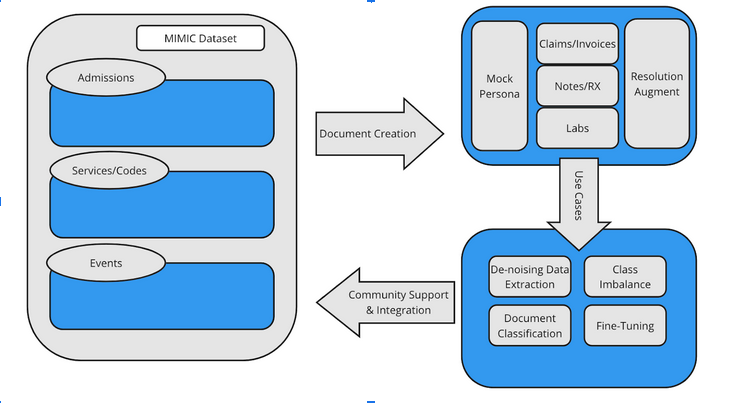 MIMIC Dataset
Admissions
Services/Codes
Events
Document Creation
Mock
Persona
Claims/Invoices
Notes/RX
Labs
Resolution
Augment
Use Cases
De-noising Data
Extraction
Class
Imbalance
Document
Classification
Fine-Tuning
Community Support
& Integration